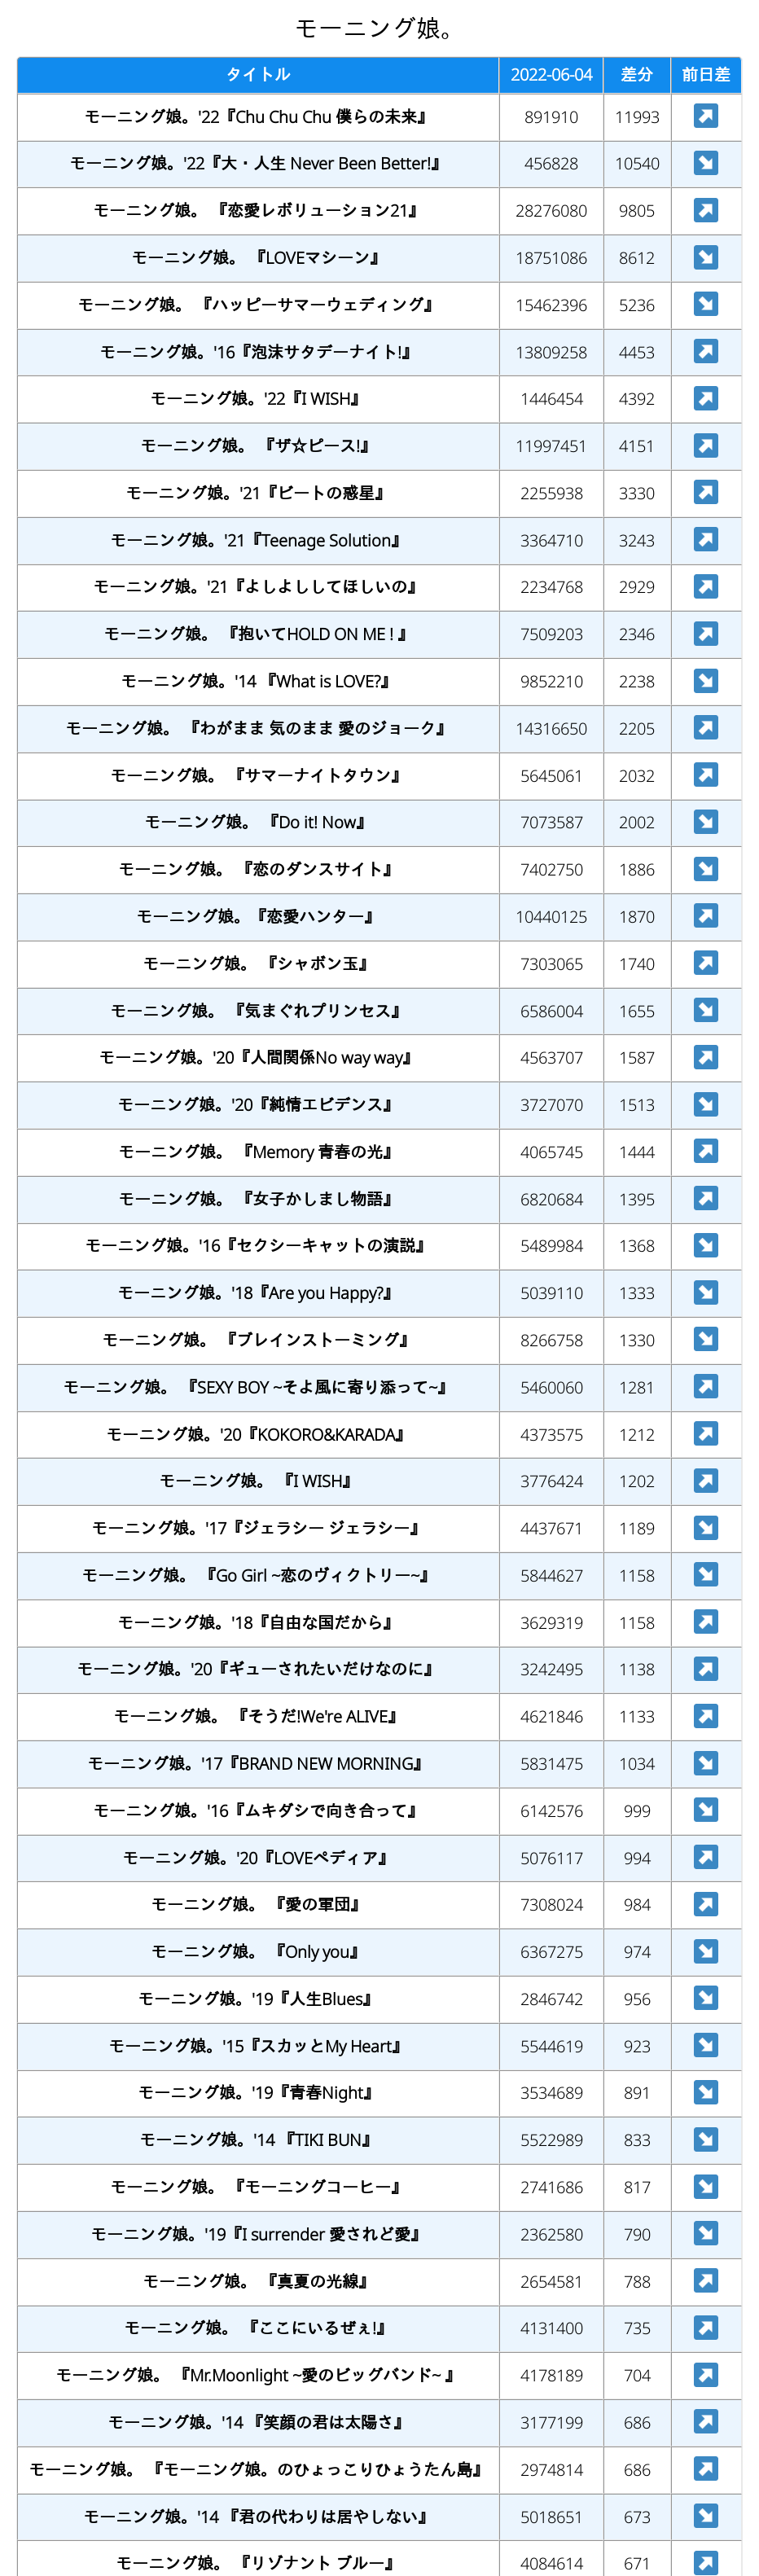 モーニング娘。
タイトル 2022-06-04 差分 前日差
モーニング娘。'22『Chu Chu Chu 僕らの未来』 891910 11993
モーニング娘。'22『大・人生 Never Been Better!』 456828 10540
モーニング娘。 『恋愛レボリューション21』 28276080 9805
モーニング娘。 『LOVEマシーン』 18751086 8612
モーニング娘。 『ハッピーサマーウェディング』 15462396 5236
モーニング娘。'16『泡沫サタデーナイト!』 13809258 4453
モーニング娘。'22『I WISH』 1446454 4392
モーニング娘。 『ザ☆ピース!』 11997451 4151
モーニング娘。'21『ビートの惑星』 2255938 3330
モーニング娘。'21『Teenage Solution』 3364710 3243
モーニング娘。'21『よしよししてほしいの』 2234768 2929
モーニング娘。 『抱いてHOLD ON ME ! 』 7509203 2346
モーニング娘。'14 『What is LOVE?』 9852210 2238
モーニング娘。 『わがまま 気のまま 愛のジョーク』 14316650 2205
モーニング娘。 『サマーナイトタウン』 5645061 2032
モーニング娘。 『Do it! Now』 7073587 2002
モーニング娘。 『恋のダンスサイト』 7402750 1886
モーニング娘。『恋愛ハンター』 10440125 1870
モーニング娘。 『シャボン玉』 7303065 1740
モーニング娘。 『気まぐれプリンセス』 6586004 1655
モーニング娘。'20『人間関係No way way』 4563707 1587
モーニング娘。'20『純情エビデンス』 3727070 1513
モーニング娘。 『Memory 青春の光』 4065745 1444
モーニング娘。 『女子かしまし物語』 6820684 1395
モーニング娘。'16『セクシーキャットの演説』 5489984 1368
モーニング娘。'18『Are you Happy?』 5039110 1333
モーニング娘。 『ブレインストーミング』 8266758 1330
モーニング娘。 『SEXY BOY ~そよ風に寄り添って~』 5460060 1281
モーニング娘。'20『KOKORO&KARADA』 4373575 1212
モーニング娘。 『I WISH』 3776424 1202
モーニング娘。'17『ジェラシー ジェラシー』 4437671 1189
モーニング娘。 『Go Girl ~恋のヴィクトリー~』 5844627 1158
モーニング娘。'18『自由な国だから』 3629319 1158
モーニング娘。'20『ギューされたいだけなのに』 3242495 1138
モーニング娘。 『そうだ!We're ALIVE』 4621846 1133
モーニング娘。'17『BRAND NEW MORNING』 5831475 1034
モーニング娘。'16『ムキダシで向き合って』 6142576 999
モーニング娘。'20『LOVEペディア』 5076117 994
モーニング娘。 『愛の軍団』 7308024 984
モーニング娘。 『Only you』 6367275 974
モーニング娘。'19『人生Blues』 2846742 956
モーニング娘。'15『スカッとMy Heart』 5544619 923
モーニング娘。'19『青春Night』 3534689 891
モーニング娘。'14 『TIKI BUN』 5522989 833
モーニング娘。 『モーニングコーヒー』 2741686 817
モーニング娘。'19『I surrender 愛されど愛』 2362580 790
モーニング娘。 『真夏の光線』 2654581 788
モーニング娘。 『ここにいるぜぇ!』 4131400 735
モーニング娘。 『Mr.Moonlight ~愛のビッグバンド~ 』 4178189 704
モーニング娘。'14 『笑顔の君は太陽さ』 3177199 686
モーニング娘。 『モーニング娘。のひょっこりひょうたん島』 2974814 686
モーニング娘。'14 『君の代わりは居やしない』 5018651 673
モーニング娘。 『リゾナント ブルー』 4084614 671